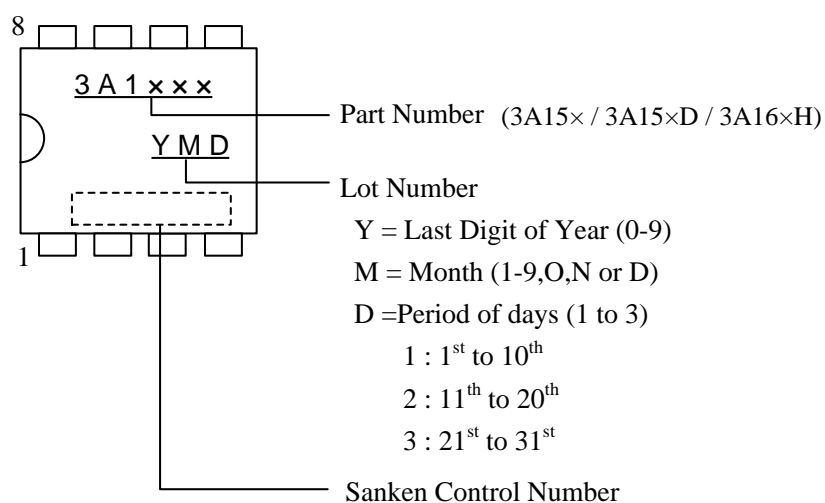 8
3 A 1 × × ×
Part Number (3A15× / 3A15×D / 3A16×H)
Y M D
Lot Number
Y = Last Digit of Year (0-9)
1
M = Month (1-9,O,N or D)
D =Period of days (1 to 3)
1 : 1st to 10th
2 : 11th to 20th
3 : 21st to 31st
Sanken Control Number